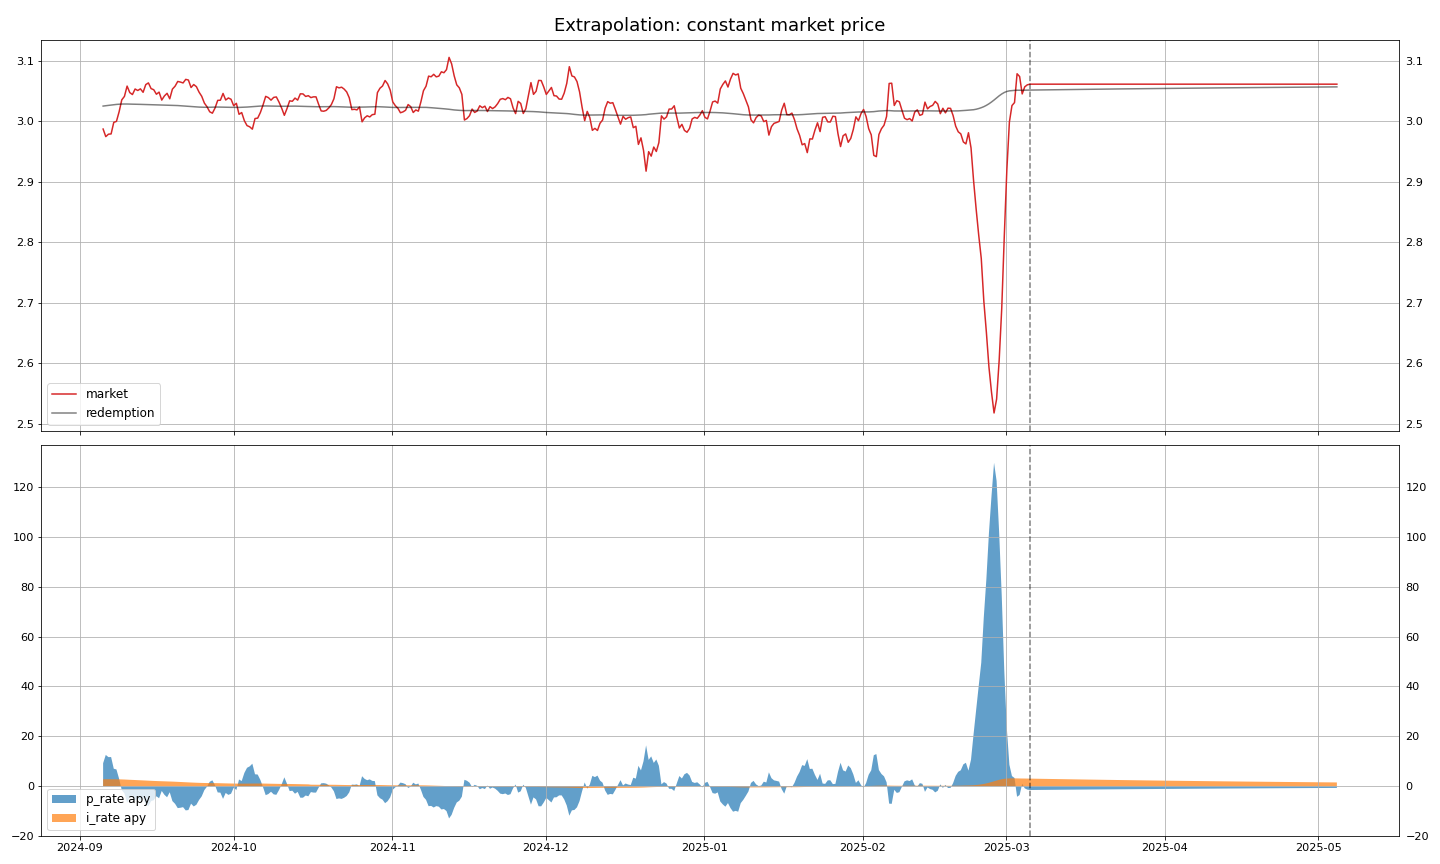 Extrapolation: constant market price
3.1 3.1
3.0 3.0
2.9 2.9
2.8 2.8
2.7 2.7
2.6 2.6
market
redemption
2.5 2.5
120 120
100 100
80 80
60 60
40 40
20 20
0 0
p_rate apy
i_rate apy
−20 −20
2024-09 2024-10 2024-11 2024-12 2025-01 2025-02 2025-03 2025-04 2025-05